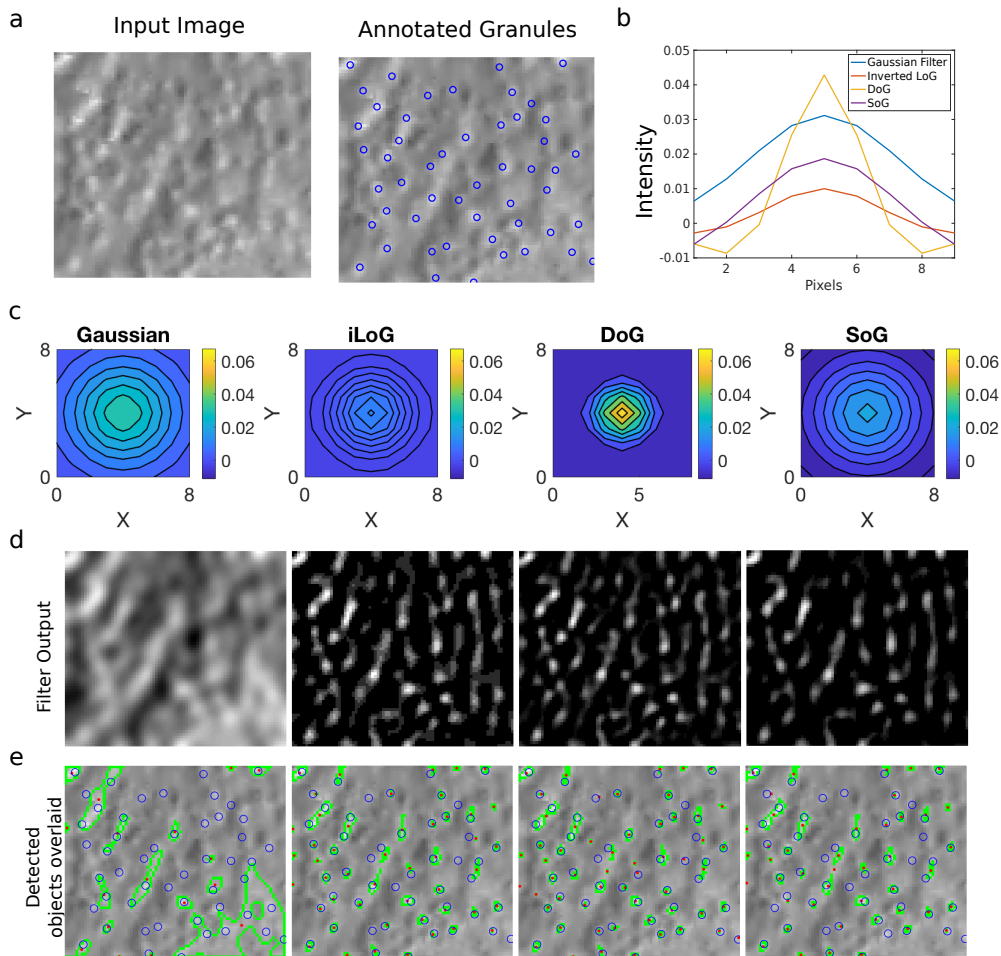 a
Input Image
Annotated Granules
b
0.05
0.04
0.03
0.02
0.01
0
-0.01
Intensity
2
4
6
8
Pixels
Gaussian Filter
Inverted LoG
DoG
SoG
c
Gaussian
8
Y
0
0
8
X
0.06
0.04
0.02
0
iLoG
8
Y
0
0
8
X
0.06
0.04
0.02
0
DoG
8
Y
0
0
5
X
0.06
0.04
0.02
0
SoG
8
Y
0
0
8
X
0.06
0.04
0.02
0
d
Filter Output
e
Detected
objects overlaid